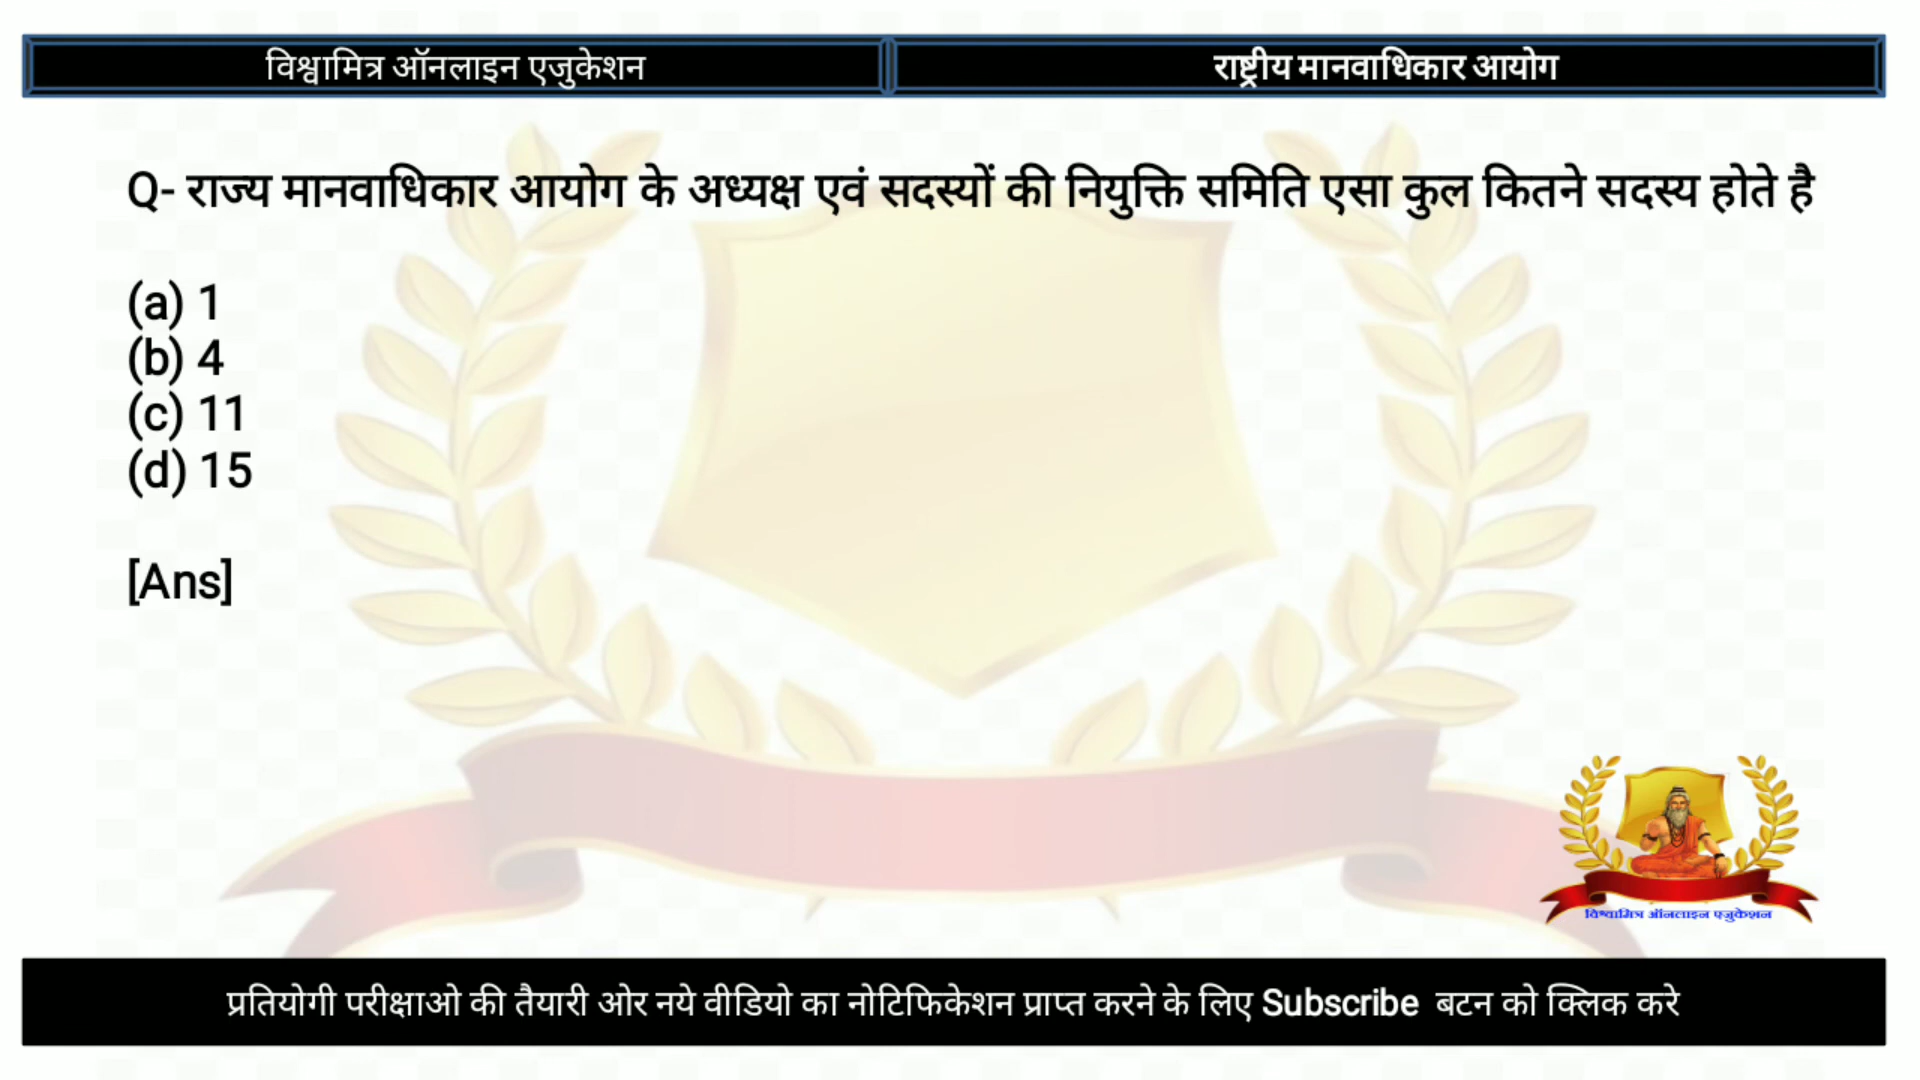 विश्वामित्र ऑनलाइन एजुकेशन
राष्ट्रीय मानवाधिकार आयोग
Q- राज्य मानवाधिकार आयोग के अध्यक्ष एवं सदस्यों की नियुक्ति समिति एसा कुल कितने सदस्य होते है
(a) 1
(b) 4
(c) 11
(d) 15
[Ans]
विश्वामित्र ऑनलाइन एजुकेशन
प्रतियोगी परीक्षाओ की तैयारी ओर नये वीडियो का नोटिफिकेशन प्राप्त करने के लिए Subscribe बटन को क्लिक करे